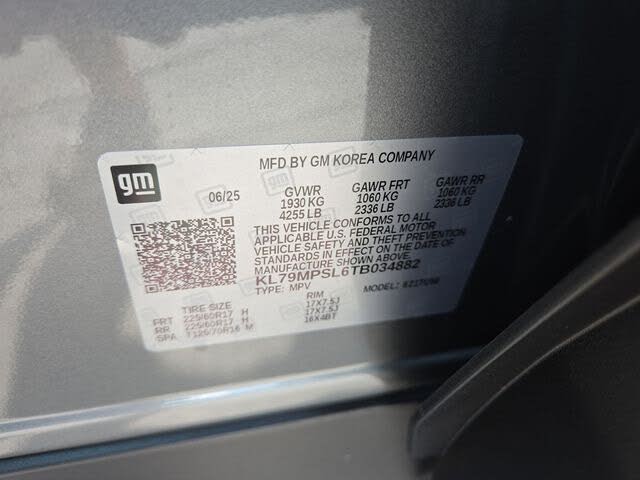 gm
MFD BY GM KOREA COMPANY
06/25 GVWR GAWR FRT GAWR RR
1930 KG 1060 KG 1060 KG
4255 LB 2336 LB 2336 LB
THIS VEHICLE CONFORMS TO ALL
APPLICABLE U.S. FEDERAL MOTOR
VEHICLE SAFETY STANDARDS IN
EFFECT ON THE DATE OF
MANUFACTURE SHOWN ABOVE.
KL79MPSL6TB034882
TYPE: MPV MODEL:
TIRE SIZE RIM
FRT 225/60R17 H 17X7.5J
RR 225/60R17 H 17X7.5J
SPA T125/70R16 M 16X4BT